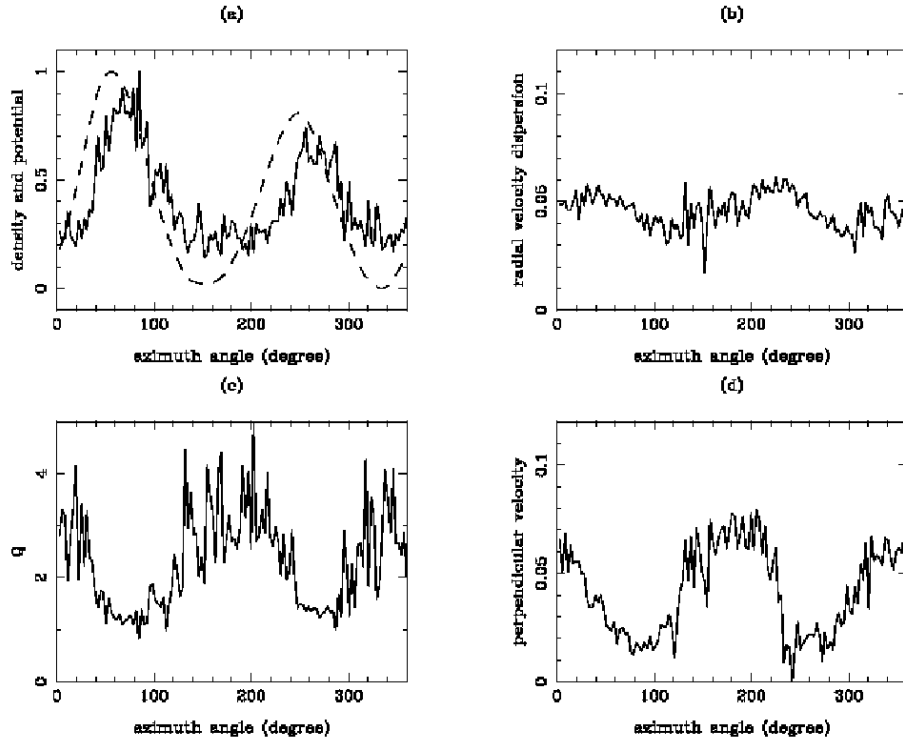 (a)
density and potential
1
0.5
0
0 100 200 300
azimuth angle (degree)
(b)
radial velocity dispersion
0.1
0.05
0
0 100 200 300
azimuth angle (degree)
(c)
Q
4
2
0
0 100 200 300
azimuth angle (degree)
(d)
perpendicular velocity
0.1
0.05
0
0 100 200 300
azimuth angle (degree)